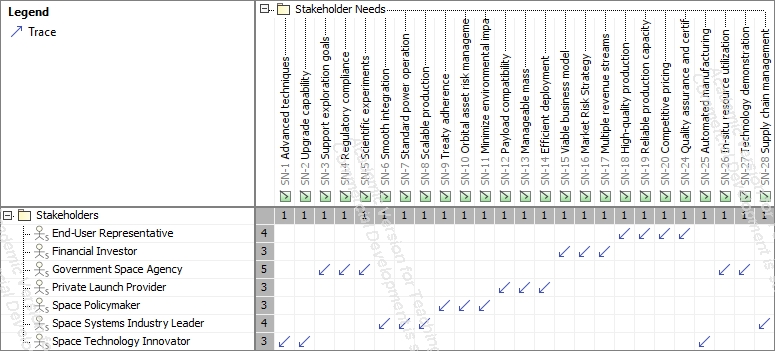 Legend
Trace
Stakeholder Needs
SN-1 Advanced techniques
SN-2 Upgrade capability
SN-3 Support exploration goals
SN-4 Regulatory compliance
SN-5 Scientific experiments
SN-6 Smooth integration
SN-7 Standard power operation
SN-8 Scalable production
SN-9 Treaty adherence
SN-10 Orbital asset risk manageme
SN-11 Minimize environmental impa
SN-12 Payload compatibility
SN-13 Manageable mass
SN-14 Efficient deployment
SN-15 Viable business model
SN-16 Market Risk Strategy
SN-17 Multiple revenue streams
SN-18 High-quality production
SN-19 Reliable production capacity
SN-20 Competitive pricing
SN-24 Quality assurance and certif
SN-25 Automated manufacturing
SN-26 In-situ resource utilization
SN-27 Technology demonstration
SN-28 Supply chain management
Stakeholders 1 1 1 1 1 1 1 1 1 1 1 1 1 1 1 1 1 1 1 1 1 1 1 1 1
End-User Representative 4
Financial Investor 3
Government Space Agency 5
Private Launch Provider 3
Space Policymaker 3
Space Systems Industry Leader 4
Space Technology Innovator 3